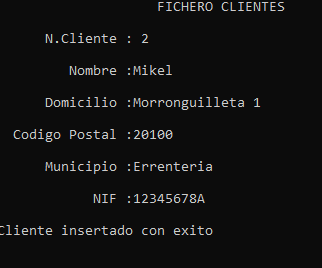 FICHERO CLIENTES
N.Cliente : 2
Nombre :Mikel
Domicilio :Morronguilleta 1
Codigo Postal :20100
Municipio :Errenteria
NIF :12345678A
Cliente insertado con exito